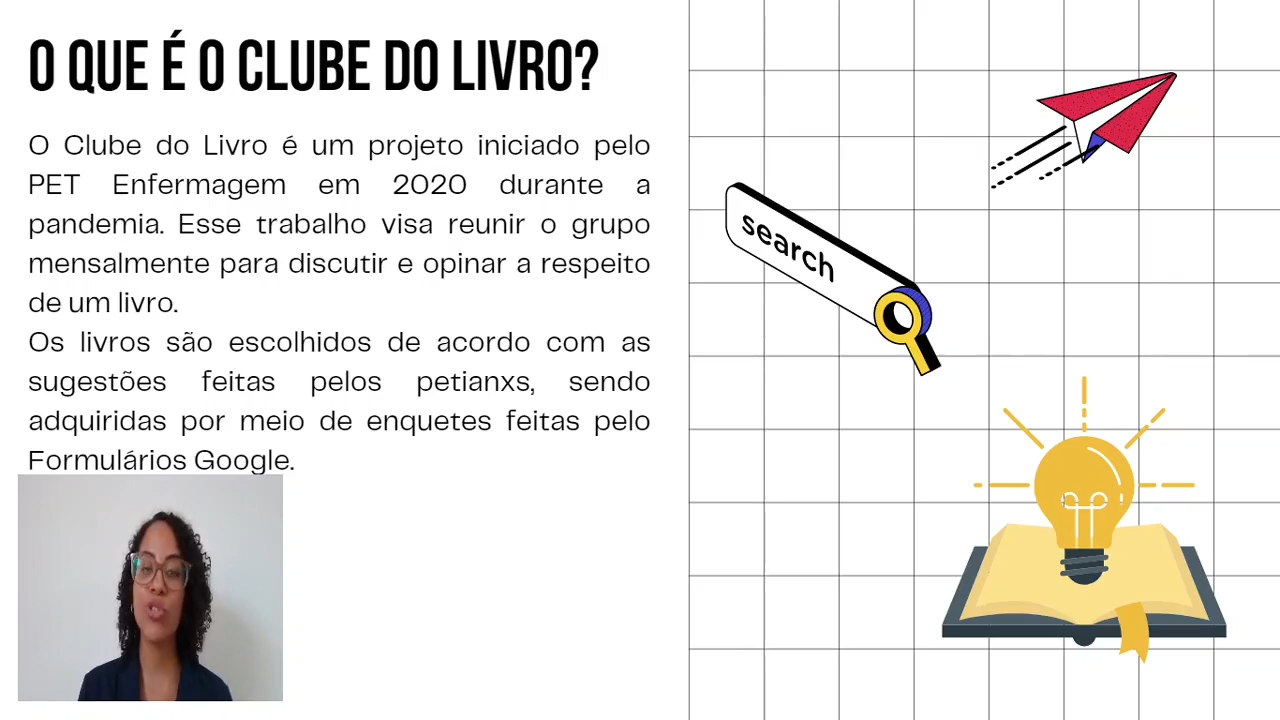 O QUE É O CLUBE DO LIVRO?
O Clube do Livro é um projeto iniciado pelo
PET Enfermagem em 2020 durante a
pandemia. Esse trabalho visa reunir o grupo
mensalmente para discutir e opinar a respeito
de um livro.
Os livros são escolhidos de acordo com as
sugestões feitas pelos petianxs, sendo
adquiridas por meio de enquetes feitas pelo
Formulários Google.
search